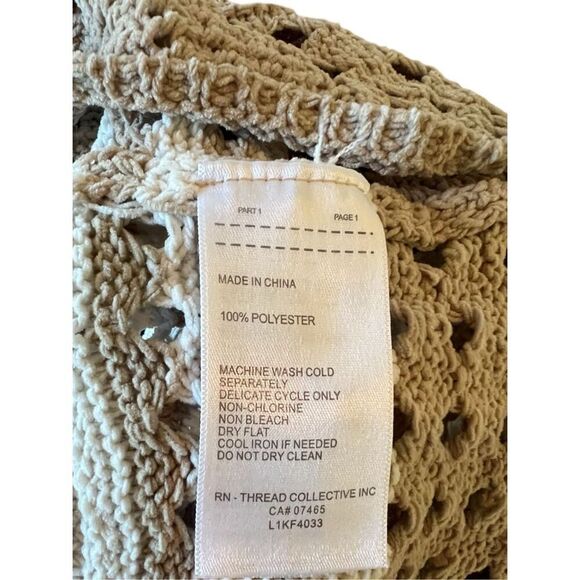 PART 1 PAGE 1
MADE IN CHINA
100% POLYESTER
MACHINE WASH COLD
SEPARATELY
DELICATE CYCLE ONLY
NON-CHLORINE
NON BLEACH
DRY FLAT
COOL IRON IF NEEDED
DO NOT DRY CLEAN
RN - THREAD COLLECTIVE INC
CA# 07465
L1KF4033